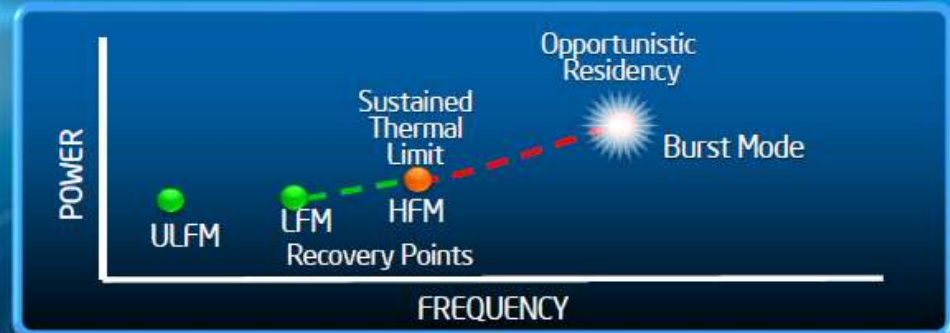 Opportunistic
Residency
Sustained
Thermal
Limit
Burst Mode
POWER
ULFM
LFM
HFM
Recovery Points
FREQUENCY